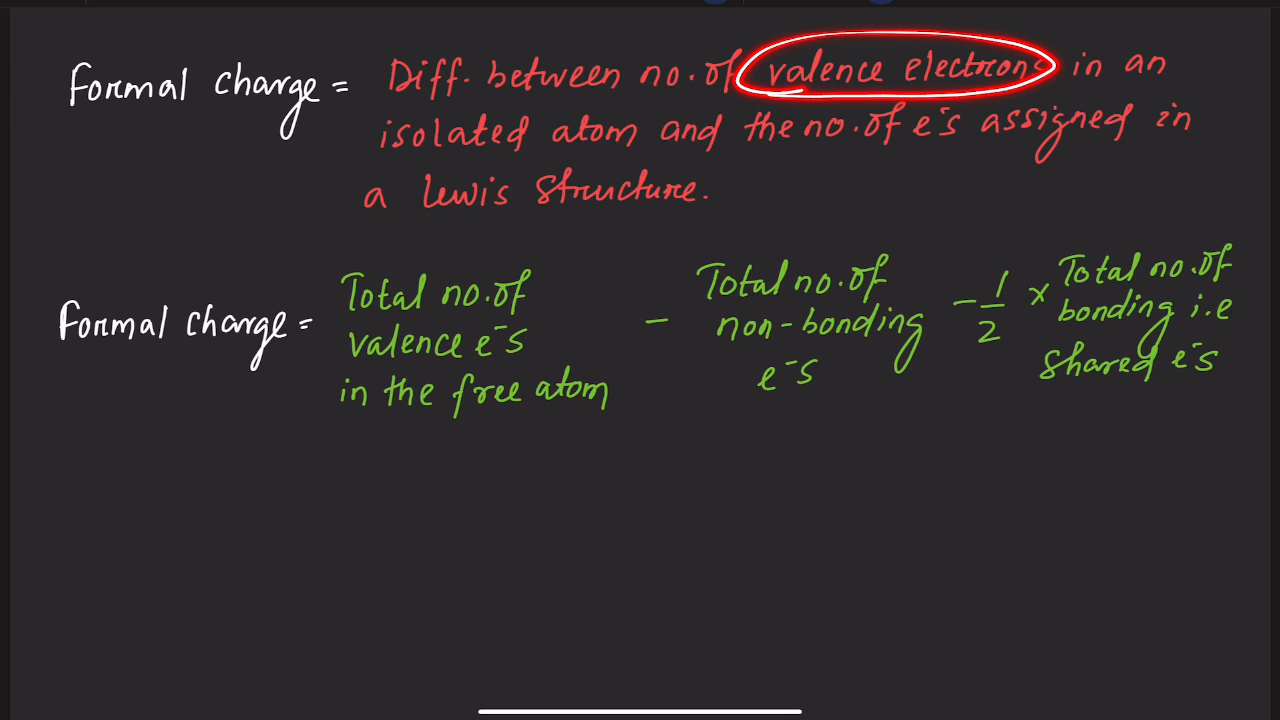 Formal charge = Diff. between no. of valence electrons in an
isolated atom and the no. of e⁻s assigned in
a lewis structure.
Formal charge = Total no. of valence e⁻s in the free atom - Total no. of non-bonding e⁻s - 1/2 × Total no. of bonding i.e shared e⁻s